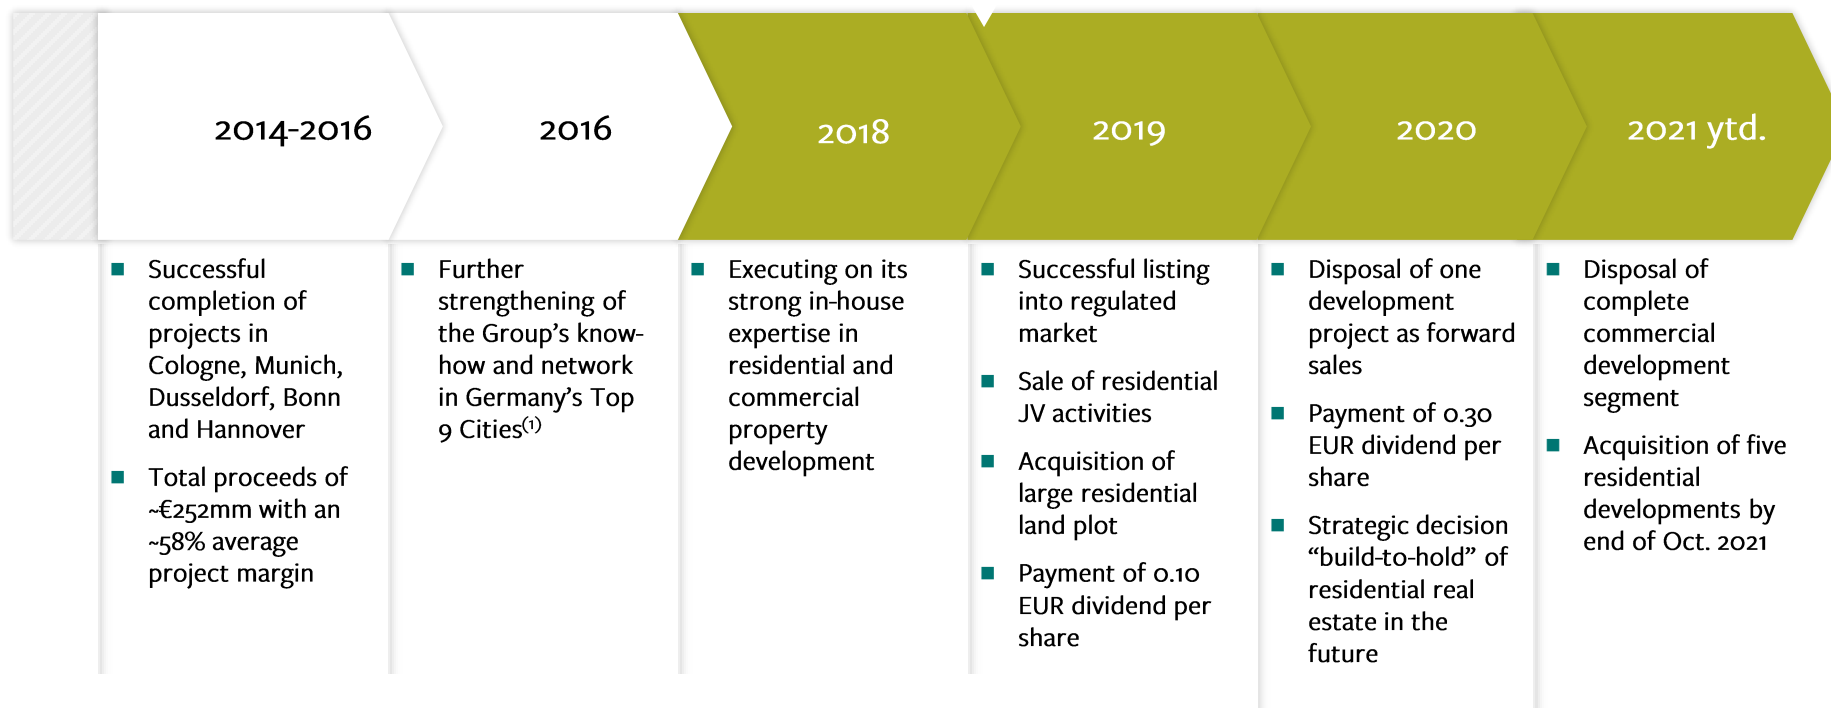 2014-2016
2016
2018
2019
2020
2021 ytd.
Successful
completion of
projects in
Cologne, Munich,
Dusseldorf, Bonn
and Hannover
Total proceeds of
~€252mm with an
~58% average
project margin
Further
strengthening of
the Group’s know-
how and network
in Germany’s Top
9 Cities(1)
Executing on its
strong in-house
expertise in
residential and
commercial
property
development
Successful listing
into regulated
market
Sale of residential
JV activities
Acquisition of
large residential
land plot
Payment of 0.10
EUR dividend per
share
Disposal of one
development
project as forward
sales
Payment of 0.30
EUR dividend per
share
Strategic decision
“build-to-hold” of
residential real
estate in the
future
Disposal of
complete
commercial
development
segment
Acquisition of five
residential
developments by
end of Oct. 2021